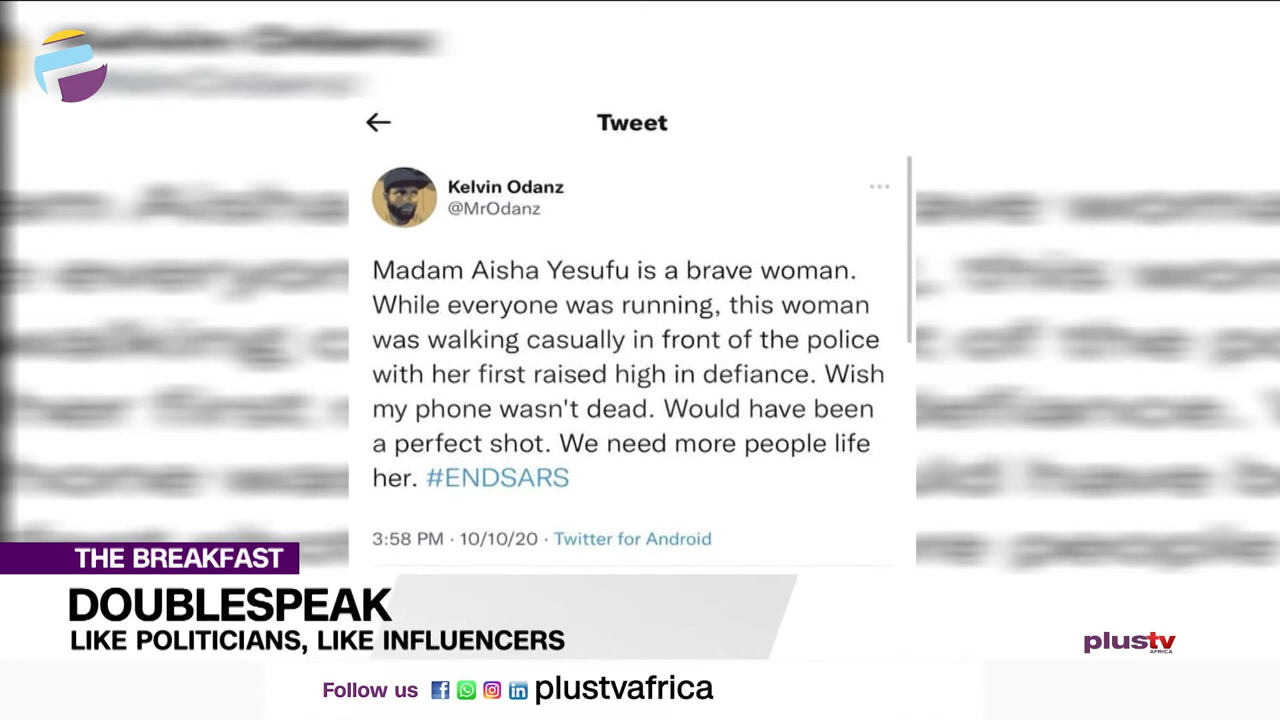 Tweet
Kelvin Odanz
@MrOdanz
Madam Aisha Yesufu is a brave woman.
While everyone was running, this woman
was walking casually in front of the police
with her first raised high in defiance. Wish
my phone wasn't dead. Would have been
a perfect shot. We need more people life
her. #ENDSARS
3:58 PM · 10/10/20 · Twitter for Android
THE BREAKFAST
DOUBLESPEAK
LIKE POLITICIANS, LIKE INFLUENCERS
plustv
AFRICA
Follow us plustvafrica